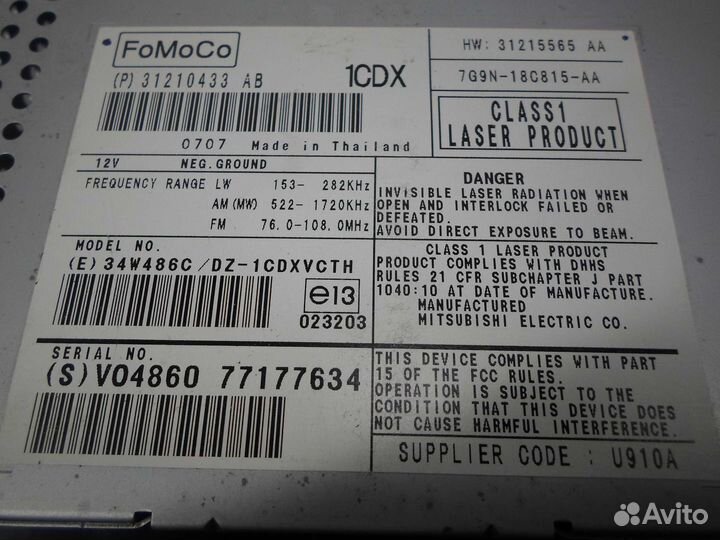 FoMoCo
(P) 31210433 AB
1CDX
0707 Made in Thailand
HW: 31215565 AA
7G9N-18C815-AA
CLASS1
LASER PRODUCT
12V NEG.GROUND
FREQUENCY RANGE LW 153- 282KHz
AM(MW) 522- 1720KHz
FM 76.0-108.0MHz
DANGER
INVISIBLE LASER RADIATION WHEN
OPEN AND INTERLOCK FAILED OR
DEFEATED.
AVOID DIRECT EXPOSURE TO BEAM.
MODEL NO.
(E) 34W486C/DZ-1CDXVCTH
e13
023203
CLASS 1 LASER PRODUCT
PRODUCT COMPLIES WITH DHHS
RULES 21 CFR SUBCHAPTER J PART
1040:10 AT DATE OF MANUFACTURE.
MANUFACTURED
MITSUBISHI ELECTRIC CO.
SERIAL NO.
(S)V04860 77177634
THIS DEVICE COMPLIES WITH PART
15 OF THE FCC RULES.
OPERATION IS SUBJECT TO THE
CONDITION THAT THIS DEVICE DOES
NOT CAUSE HARMFUL INTERFERENCE.
SUPPLIER CODE : U910A
Avito